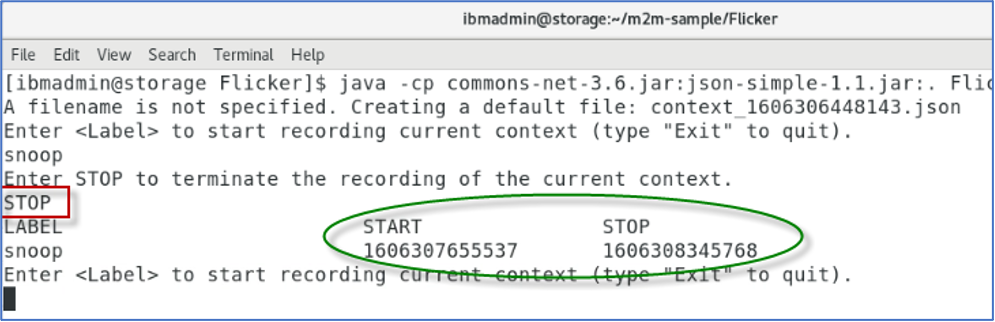 ibmadmin@storage:~/m2m-sample/Flicker
File Edit View Search Terminal Help
[ibmadmin@storage Flicker]$ java -cp commons-net-3.6.jar:json-simple-1.1.jar:. Flic
A filename is not specified. Creating a default file: context_1606306448143.json
Enter <Label> to start recording current context (type "Exit" to quit).
snoop
Enter STOP to terminate the recording of the current context.
STOP
LABEL START STOP
snoop 1606307655537 1606308345768
Enter <Label> to start recording current context (type "Exit" to quit).